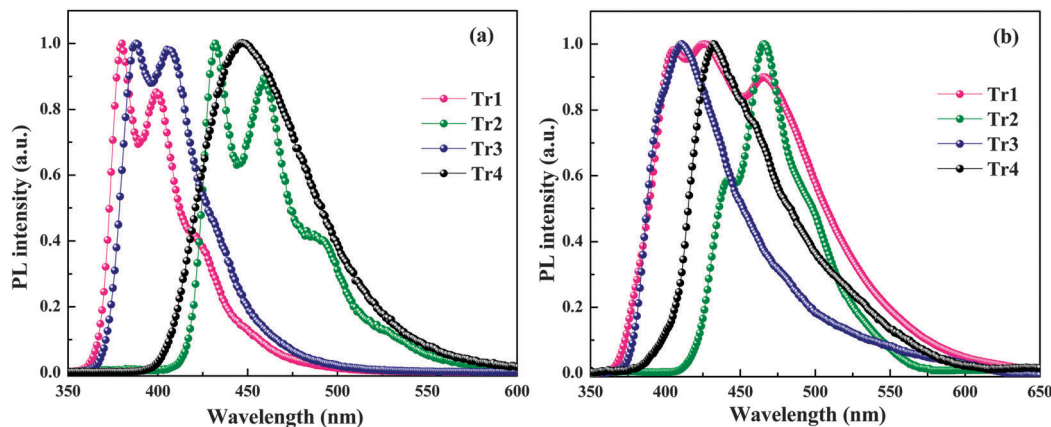 (a)
Tr1
Tr2
Tr3
Tr4
PL intensity (a.u.)
1.0
0.8
0.6
0.4
0.2
0.0
350 400 450 500 550 600
Wavelength (nm)
(b)
Tr1
Tr2
Tr3
Tr4
PL intensity (a.u.)
1.0
0.8
0.6
0.4
0.2
0.0
350 400 450 500 550 600 650
Wavelength (nm)